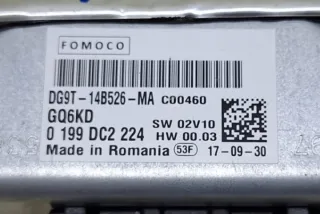 FOMOCO
DG9T-14B526-MA C00460
GQ6KD
0 199 DC2 224
SW 02V10
HW 00.03
Made in Romania 53F 17-09-30